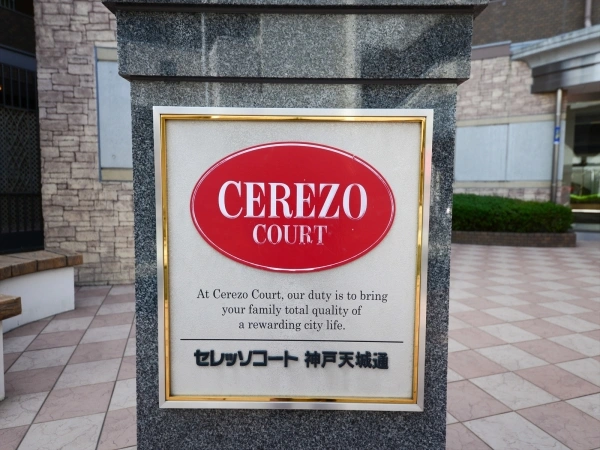 CEREZO
COURT
At Cerezo Court, our duty is to bring
your family total quality of
a rewarding city life.
セレッソコート 神戸天城通